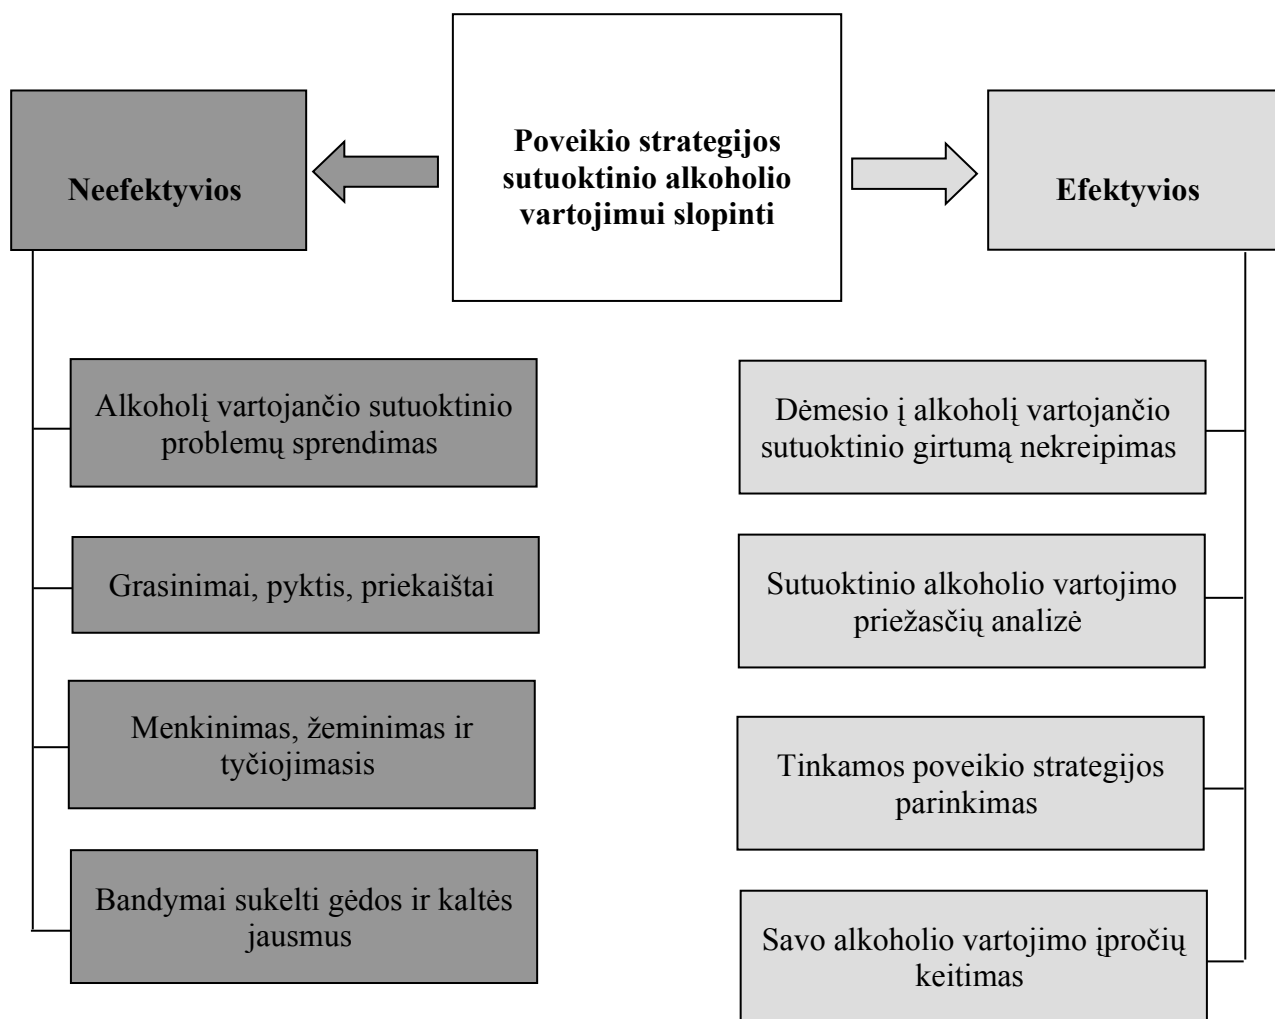 Poveikio strategijos
sutuoktinio alkoholio
vartojimui slopinti
Neefektyvios
Efektyvios
Alkoholį vartojančio sutuoktinio
problemų sprendimas
Grasinimai, pyktis, priekaištai
Menkinimas, žeminimas ir
tyčiojimasis
Bandymai sukelti gėdos ir kaltės
jausmus
Dėmesio į alkoholį vartojančio
sutuoktinio girtumą nekreipimas
Sutuoktinio alkoholio vartojimo
priežasčių analizė
Tinkamos poveikio strategijos
parinkimas
Savo alkoholio vartojimo įpročių
keitimas